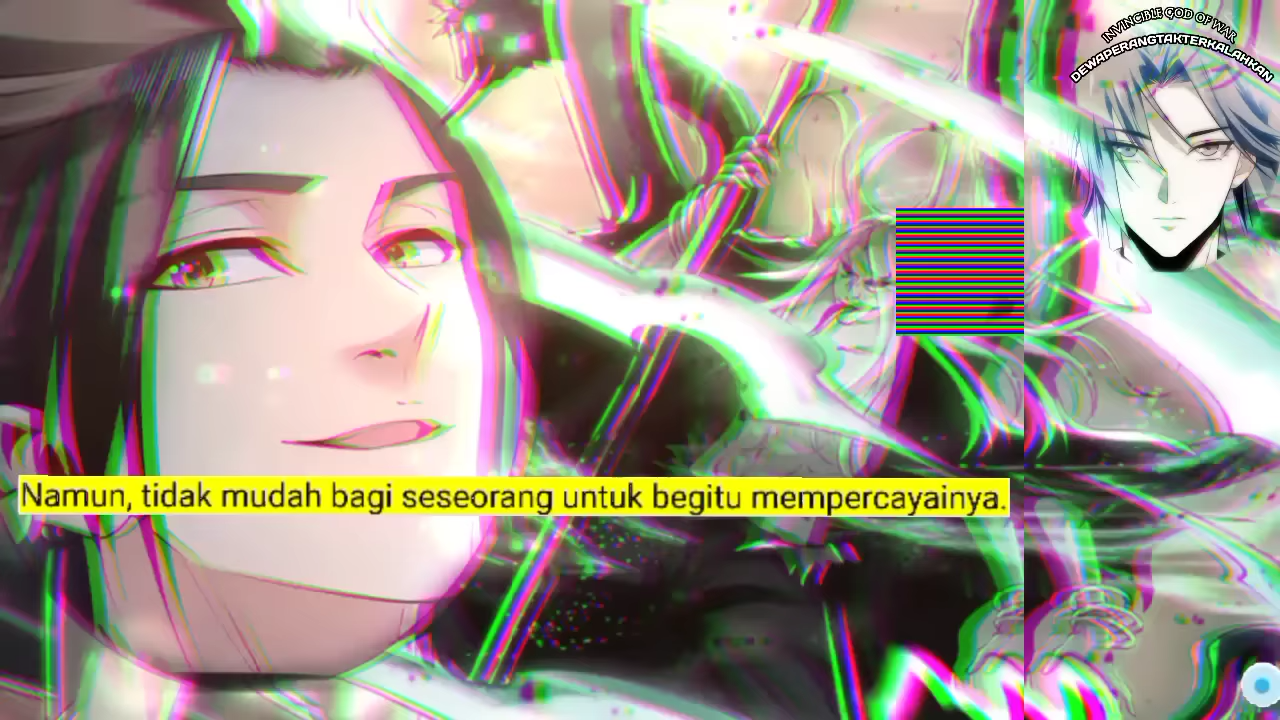 INVINCIBLE GOD OF WAR
DEWAPERANGTAKTERKALAHKAN
Namun, tidak mudah bagi seseorang untuk begitu mempercayainya.